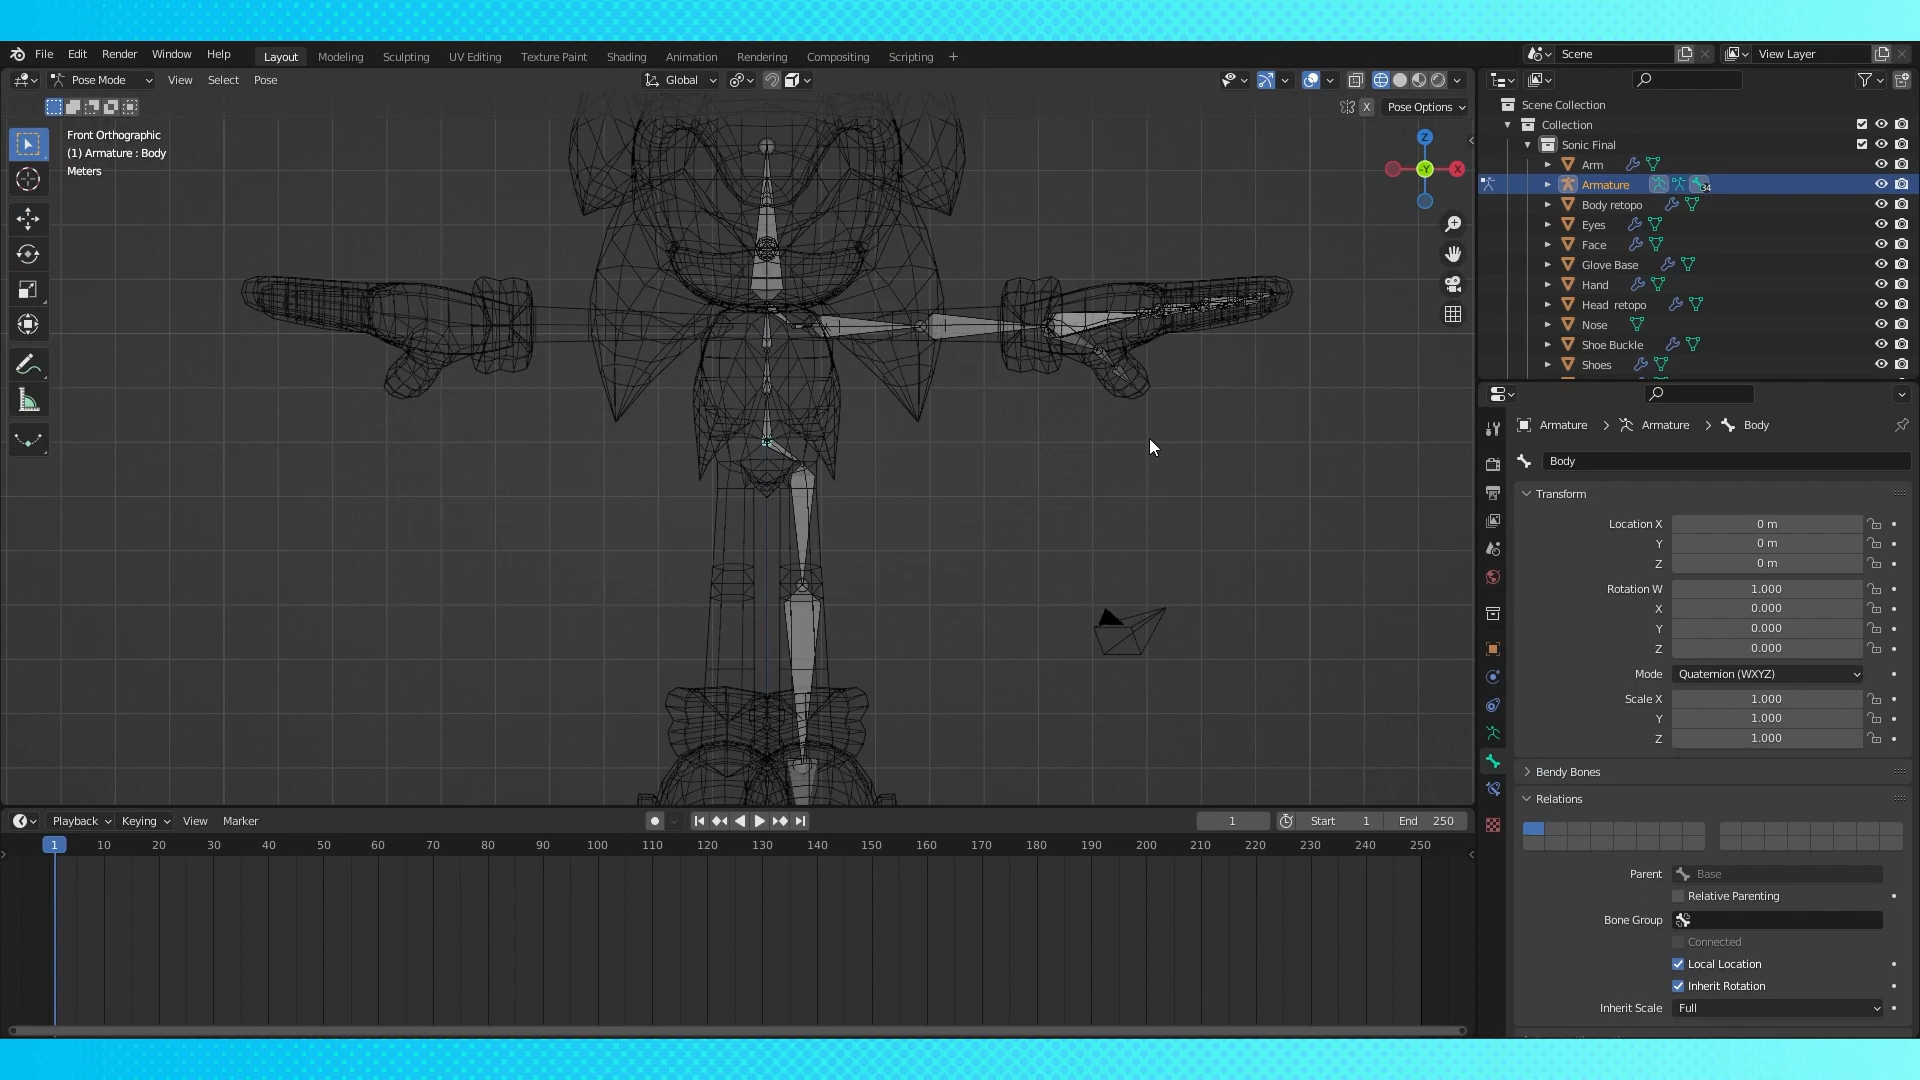 File Edit Render Window Help Layout Modeling Sculpting UV Editing Texture Paint Shading Animation Rendering Compositing Scripting + Scene View Layer
Pose Mode View Select Pose Global
X Pose Options
Front Orthographic
(1) Armature : Body
Meters
Z
Y
X
Scene Collection
Collection
Sonic Final
Arm
Armature 34
Body retopo
Eyes
Face
Glove Base
Hand
Head retopo
Nose
Shoe Buckle
Shoes
Armature > Armature > Body
Body
Transform
Location X 0 m
Y 0 m
Z 0 m
Rotation W 1.000
X 0.000
Y 0.000
Z 0.000
Mode Quaternion (WXYZ)
Scale X 1.000
Y 1.000
Z 1.000
Bendy Bones
Relations
Parent Base
Relative Parenting
Bone Group
Connected
Local Location
Inherit Rotation
Inherit Scale Full
Playback Keying View Marker 1 Start 1 End 250
1 10 20 30 40 50 60 70 80 90 100 110 120 130 140 150 160 170 180 190 200 210 220 230 240 250